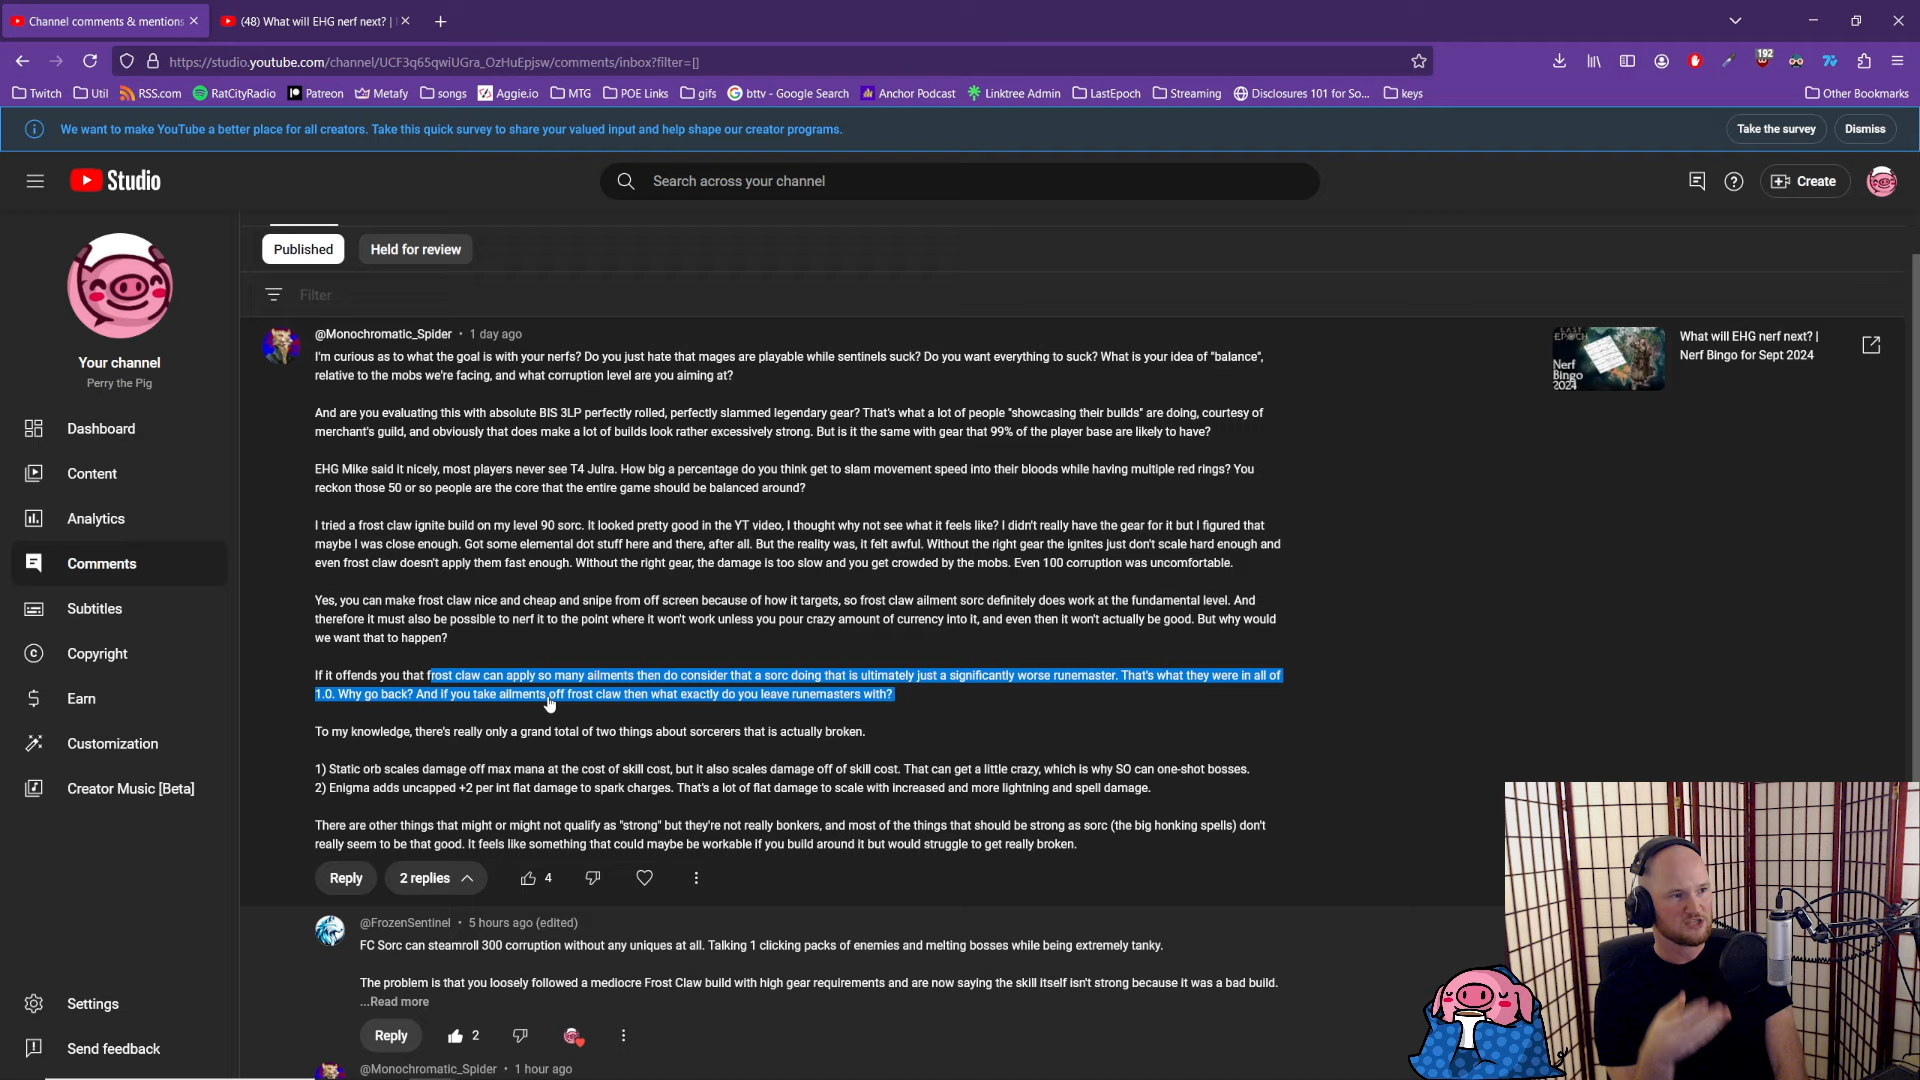 Channel comments & mentions
(48) What will EHG nerf next? |
https://studio.youtube.com/channel/UCF3q65qwiUGra_OzHuEpjsw/comments/inbox?filter=[]
192
Twitch Util RSS.com RatCityRadio Patreon Metafy songs Aggie.io MTG POE Links gifs bttv - Google Search Anchor Podcast Linktree Admin LastEpoch Streaming Disclosures 101 for So... keys Other Bookmarks
We want to make YouTube a better place for all creators. Take this quick survey to share your valued input and help shape our creator programs. Take the survey Dismiss
Studio
Search across your channel
Create
Your channel
Perry the Pig
Dashboard
Content
Analytics
Comments
Subtitles
Copyright
Earn
Customization
Creator Music [Beta]
Settings
Send feedback
Published Held for review
Filter
@Monochromatic_Spider • 1 day ago
I'm curious as to what the goal is with your nerfs? Do you just hate that mages are playable while sentinels suck? Do you want everything to suck? What is your idea of "balance",
relative to the mobs we're facing, and what corruption level are you aiming at?
And are you evaluating this with absolute BIS 3LP perfectly rolled, perfectly slammed legendary gear? That's what a lot of people "showcasing their builds" are doing, courtesy of
merchant's guild, and obviously that does make a lot of builds look rather excessively strong. But is it the same with gear that 99% of the player base are likely to have?
EHG Mike said it nicely, most players never see T4 Julra. How big a percentage do you think get to slam movement speed into their bloods while having multiple red rings? You
reckon those 50 or so people are the core that the entire game should be balanced around?
I tried a frost claw ignite build on my level 90 sorc. It looked pretty good in the YT video, I thought why not see what it feels like? I didn't really have the gear for it but I figured that
maybe I was close enough. Got some elemental dot stuff here and there, after all. But the reality was, it felt awful. Without the right gear the ignites just don't scale hard enough and
even frost claw doesn't apply them fast enough. Without the right gear, the damage is too slow and you get crowded by the mobs. Even 100 corruption was uncomfortable.
Yes, you can make frost claw nice and cheap and snipe from off screen because of how it targets, so frost claw ailment sorc definitely does work at the fundamental level. And
therefore it must also be possible to nerf it to the point where it won't work unless you pour crazy amount of currency into it, and even then it won't actually be good. But why would
we want that to happen?
If it offends you that frost claw can apply so many ailments then do consider that a sorc doing that is ultimately just a significantly worse runemaster. That's what they were in all of
1.0. Why go back? And if you take ailments off frost claw then what exactly do you leave runemasters with?
To my knowledge, there's really only a grand total of two things about sorcerers that is actually broken.
1) Static orb scales damage off max mana at the cost of skill cost, but it also scales damage off of skill cost. That can get a little crazy, which is why SO can one-shot bosses.
2) Enigma adds uncapped +2 per int flat damage to spark charges. That's a lot of flat damage to scale with increased and more lightning and spell damage.
There are other things that might or might not qualify as "strong" but they're not really bonkers, and most of the things that should be strong as sorc (the big honking spells) don't
really seem to be that good. It feels like something that could maybe be workable if you build around it but would struggle to get really broken.
Reply 2 replies 4
@FrozenSentinel • 5 hours ago (edited)
FC Sorc can steamroll 300 corruption without any uniques at all. Talking 1 clicking packs of enemies and melting bosses while being extremely tanky.
The problem is that you loosely followed a mediocre Frost Claw build with high gear requirements and are now saying the skill itself isn't strong because it was a bad build.
...Read more
Reply 2
@Monochromatic_Spider • 1 hour ago
LAST EPOCH
Nerf
Bingo
2024
What will EHG nerf next? |
Nerf Bingo for Sept 2024